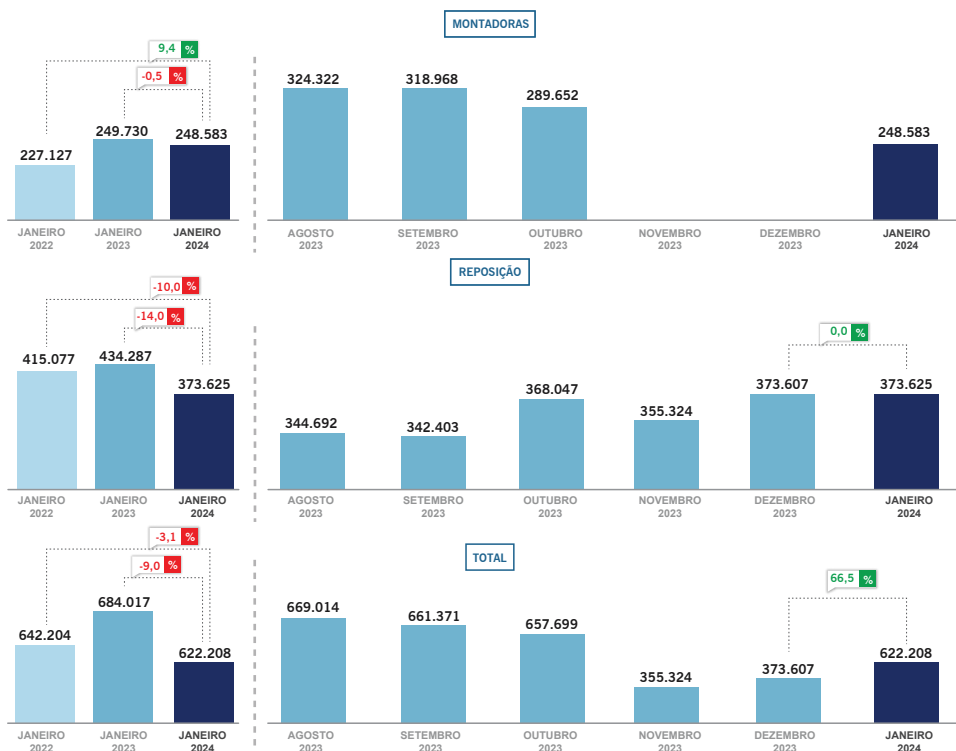 MONTADORAS
9,4 %
-0,5 %
227.127
249.730
248.583
JANEIRO
2022
JANEIRO
2023
JANEIRO
2024
324.322
318.968
289.652
248.583
AGOSTO
2023
SETEMBRO
2023
OUTUBRO
2023
NOVEMBRO
2023
DEZEMBRO
2023
JANEIRO
2024
REPOSIÇÃO
-10,0 %
-14,0 %
415.077
434.287
373.625
JANEIRO
2022
JANEIRO
2023
JANEIRO
2024
0,0 %
344.692
342.403
368.047
355.324
373.607
373.625
AGOSTO
2023
SETEMBRO
2023
OUTUBRO
2023
NOVEMBRO
2023
DEZEMBRO
2023
JANEIRO
2024
TOTAL
-3,1 %
-9,0 %
642.204
684.017
622.208
JANEIRO
2022
JANEIRO
2023
JANEIRO
2024
66,5 %
669.014
661.371
657.699
355.324
373.607
622.208
AGOSTO
2023
SETEMBRO
2023
OUTUBRO
2023
NOVEMBRO
2023
DEZEMBRO
2023
JANEIRO
2024